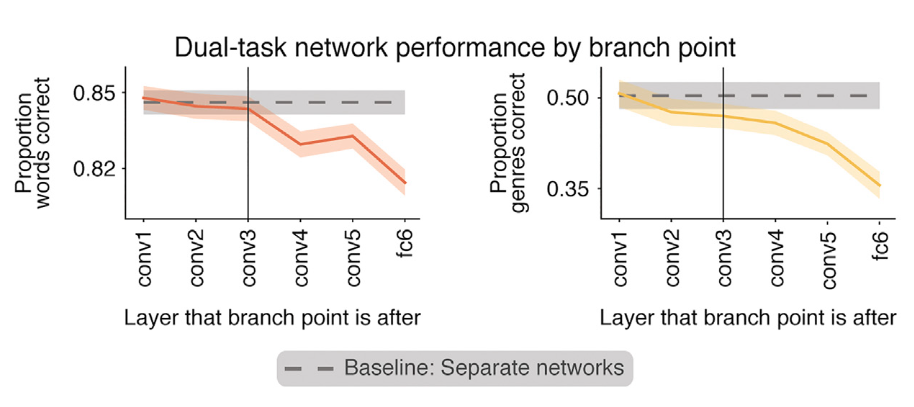 Dual-task network performance by branch point
Proportion
words correct
0.85
0.82
conv1
conv2
conv3
conv4
conv5
fc6
Layer that branch point is after
Proportion
genres correct
0.50
0.35
conv1
conv2
conv3
conv4
conv5
fc6
Layer that branch point is after
Baseline: Separate networks